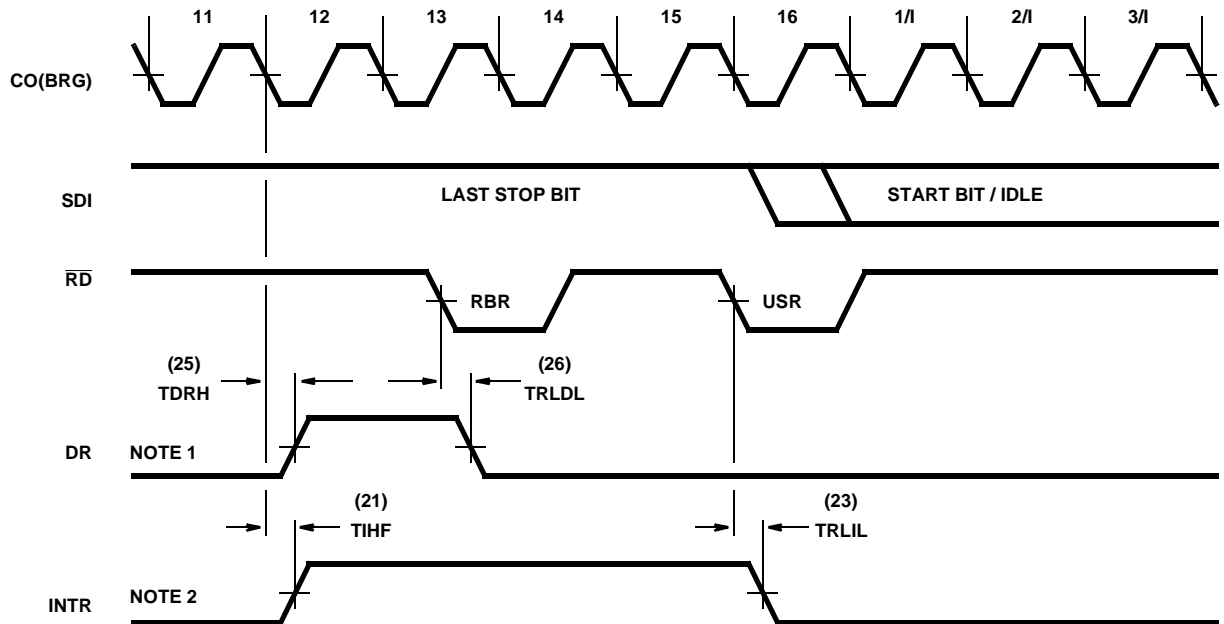 11 12 13 14 15 16 1/I 2/I 3/I
CO(BRG)
SDI LAST STOP BIT START BIT / IDLE
RD RBR USR
(25) (26)
TDRH TRLDL
DR NOTE 1
(21) (23)
TIHF TRLIL
INTR NOTE 2